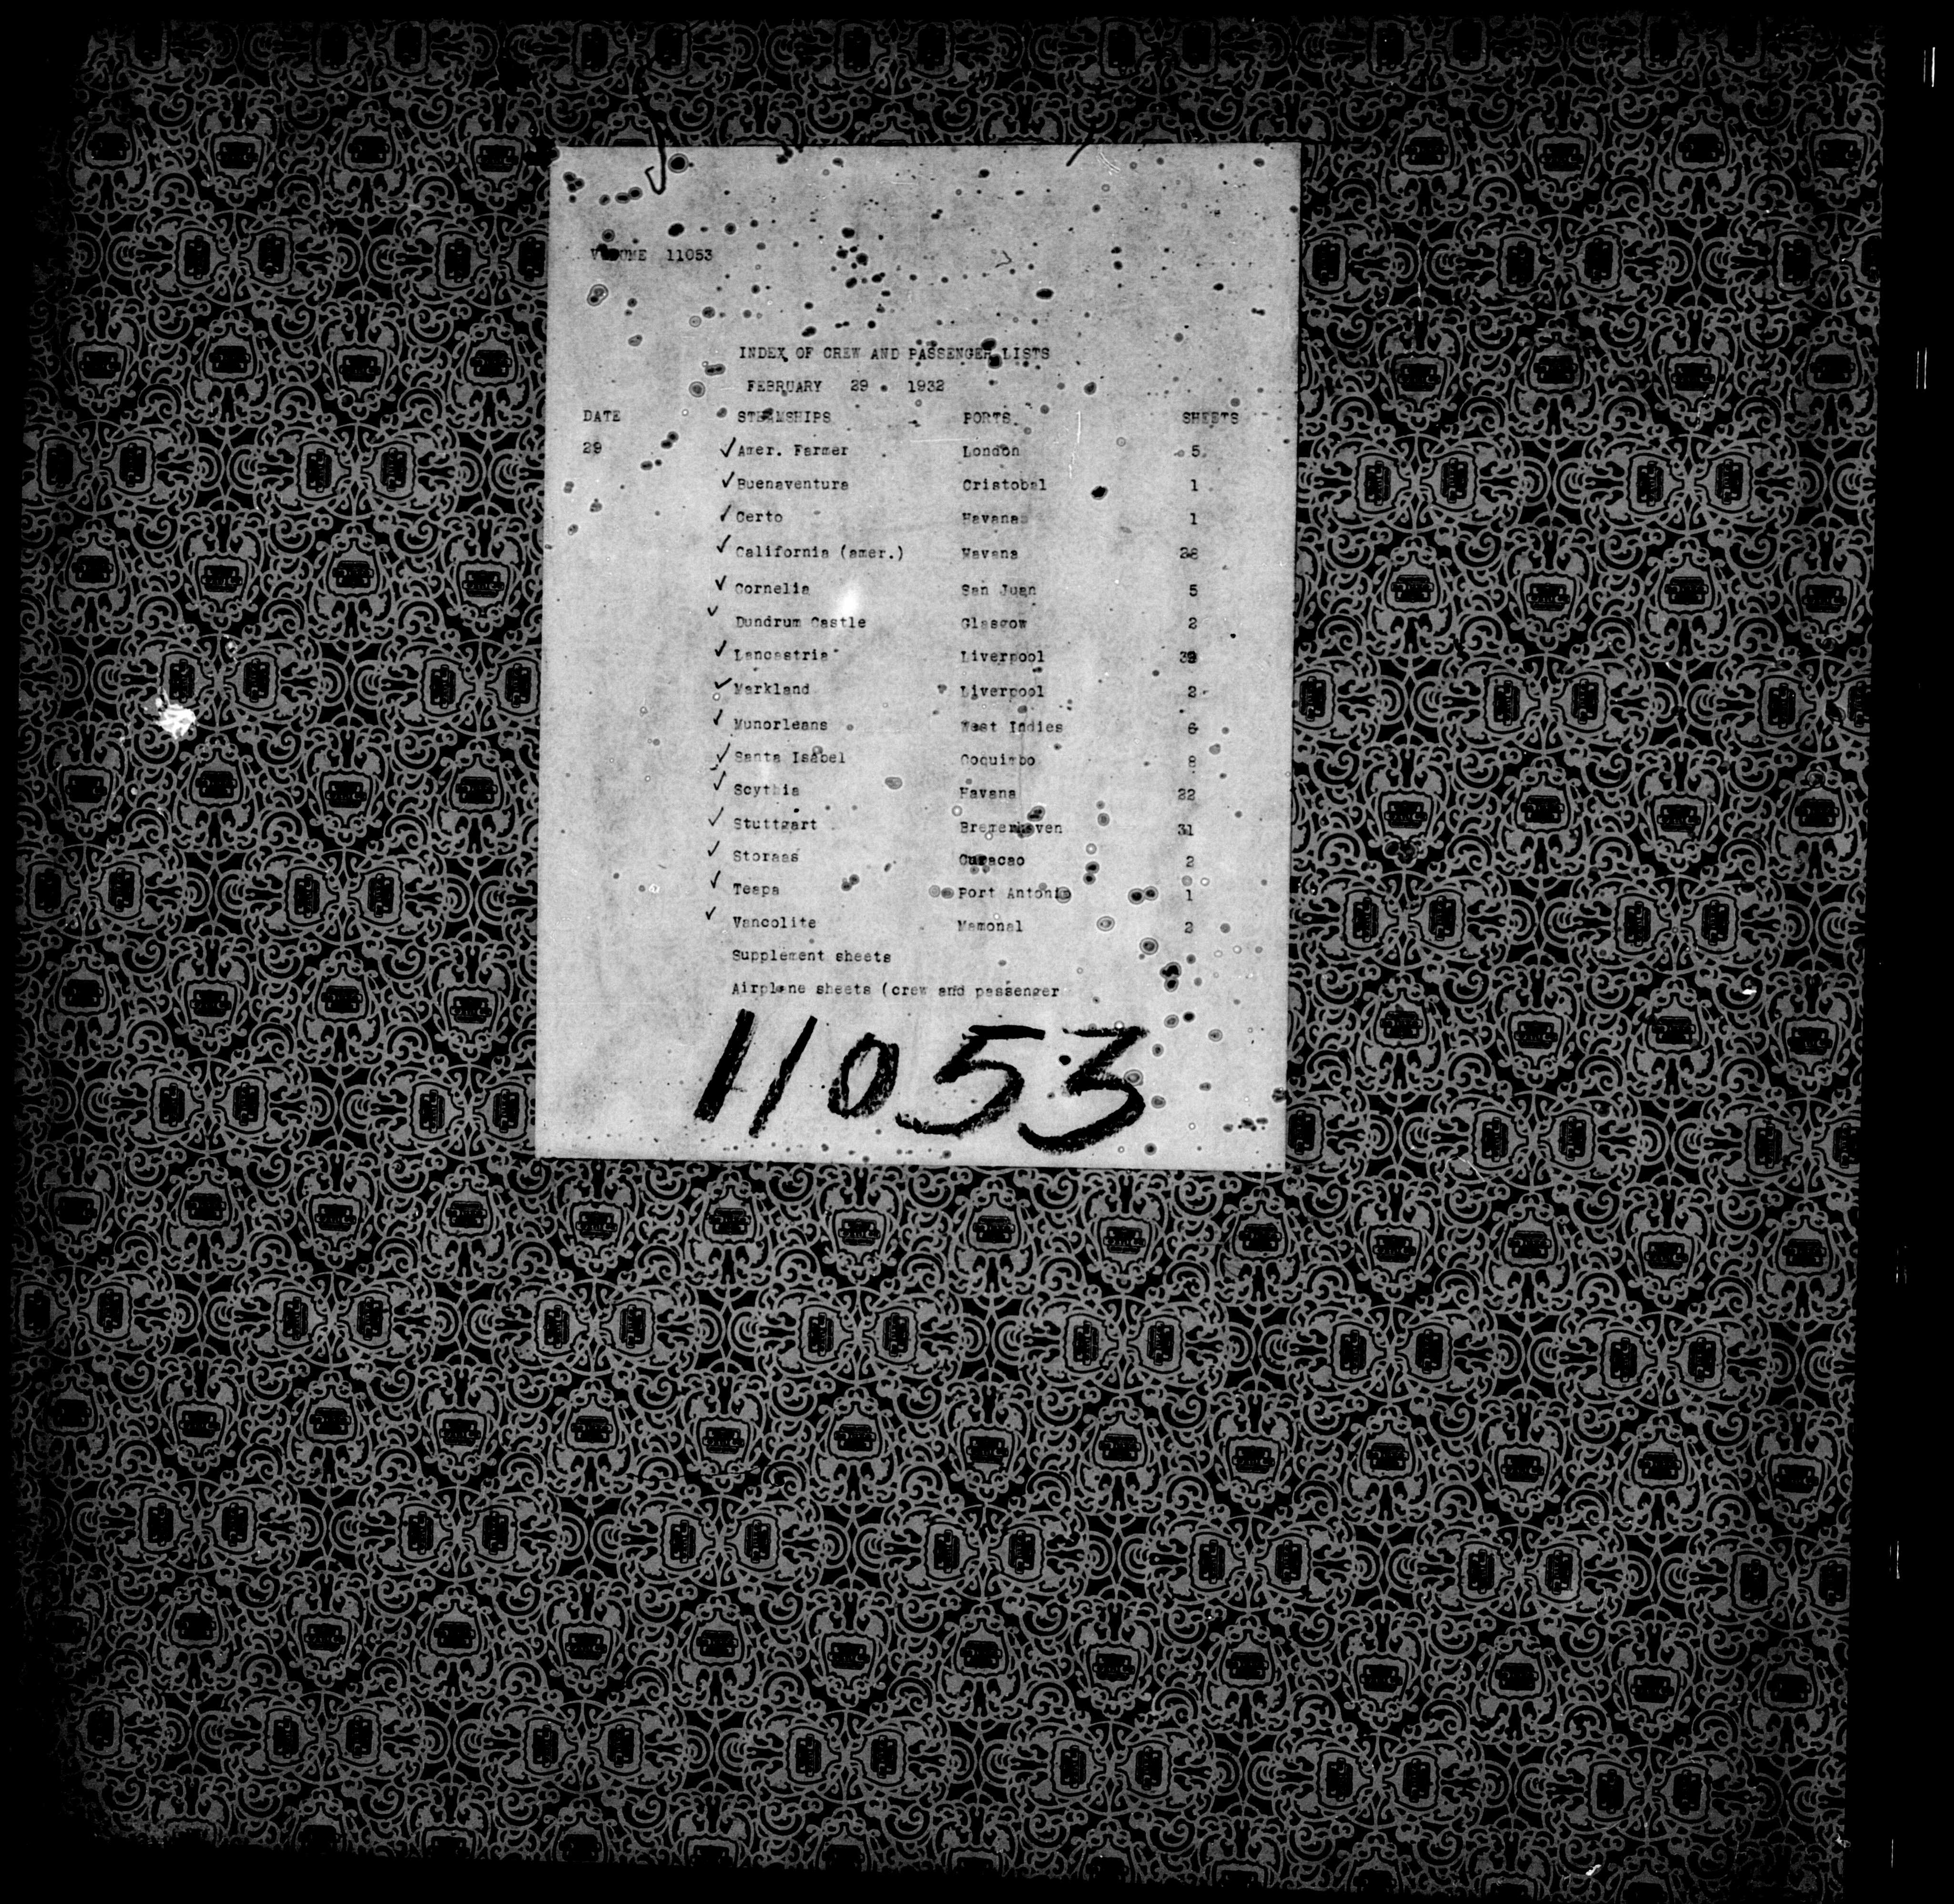 VOLUME 11053
INDEX OF CREW AND PASSENGER LISTS
FEBRUARY 29 . 1932
DATE STEAMSHIPS PORTS SHEETS
29 ✓ Amer. Farmer London 5
✓ Buenaventura Cristobal 1
✓ Certo Havana 1
✓ California (amer.) Havana
✓ Cornelia San Juan 5
✓ Dundrum Castle Glasgow 2
✓ Lancastria Liverpool
✓ Markland Liverpool 2
✓ Munorleans West Indies 6
✓ Santa Isabel Coquimbo 8
✓ Scythia Havana 22
✓ Stuttgart Bremerhaven 31
✓ Storaas Curacao 2
✓ Teapa Port Antonio 1
✓ Vancolite Mamonal 2
Supplement sheets
Airplane sheets (crew and passenger
11053